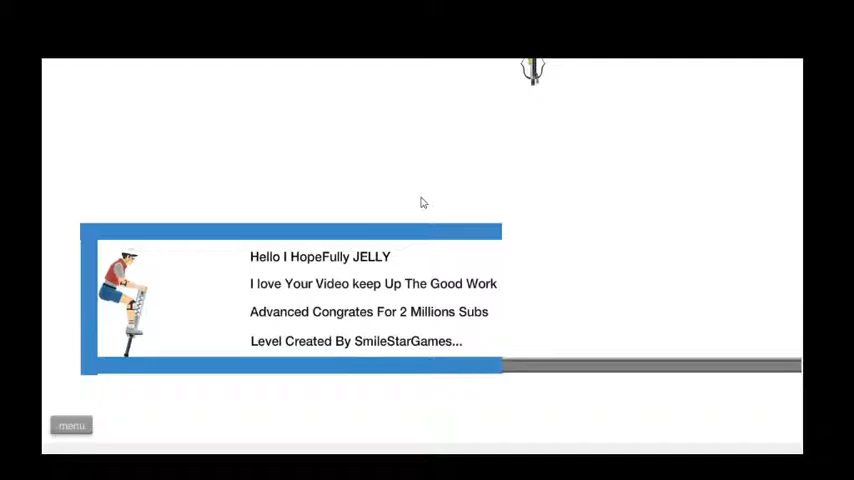 Hello I HopeFully JELLY
I love Your Video keep Up The Good Work
Advanced Congrates For 2 Millions Subs
Level Created By SmileStarGames...
menu